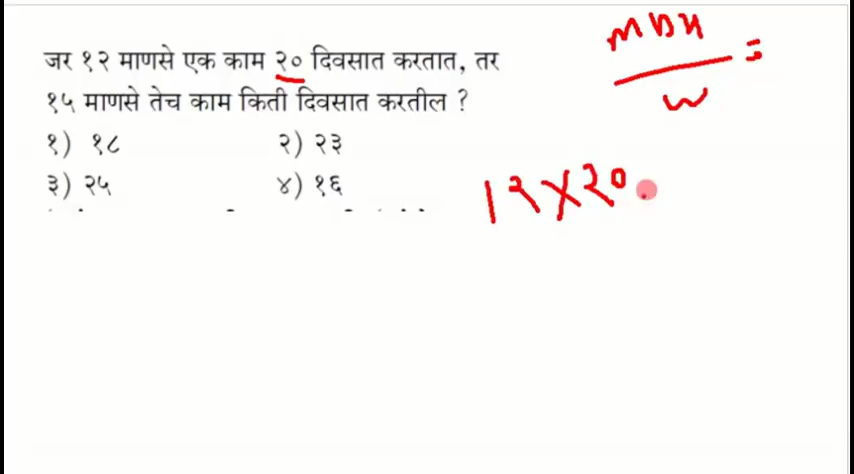 जर १२ माणसे एक काम २० दिवसात करतात, तर
१५ माणसे तेच काम किती दिवसात करतील ?
१) १८
२) २३
३) २५
४) १६
MDH
W
=
१२X२०